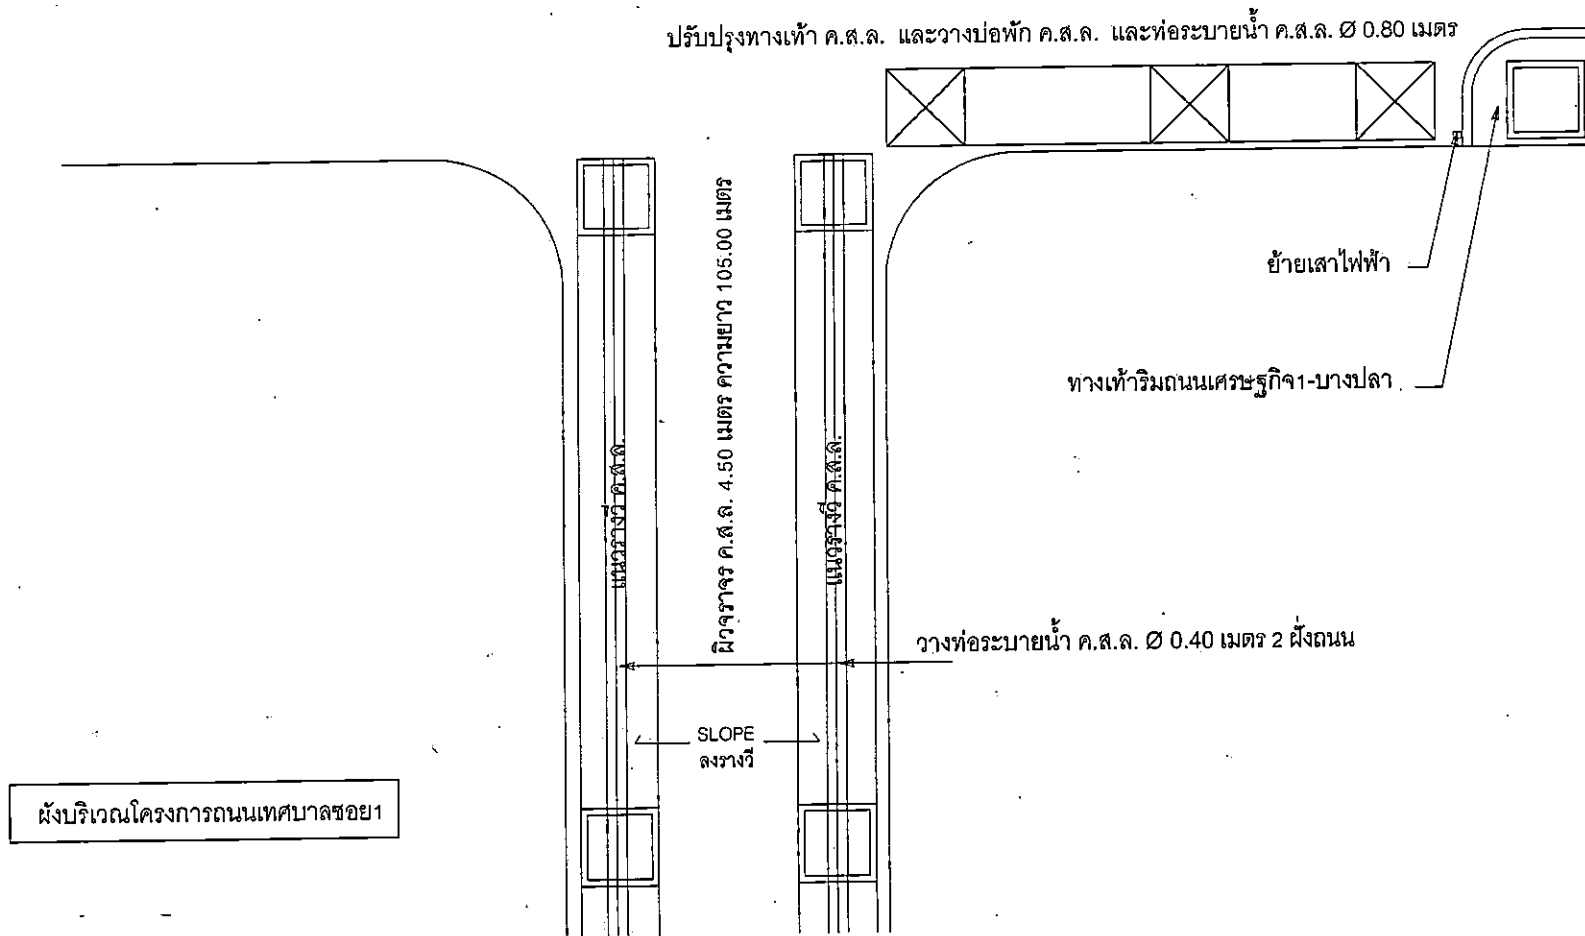 ปรับปรุงทางเท้า ค.ส.ล. และวางบ่อพัก ค.ส.ล. และท่อระบายน้ำ ค.ส.ล. Ø 0.80 เมตร
ผิวจราจร ค.ส.ล. 4.50 เมตร ความยาว 105.00 เมตร
ย้ายเสาไฟฟ้า
ทางเท้าริมถนนเศรษฐกิจ1-บางปลา
แนวรางวี ค.ส.ล.
แนวรางวี ค.ส.ล.
วางท่อระบายน้ำ ค.ส.ล. Ø 0.40 เมตร 2 ฝั่งถนน
SLOPE
ลงรางวี
ผังบริเวณโครงการถนนเทศบาลซอย1